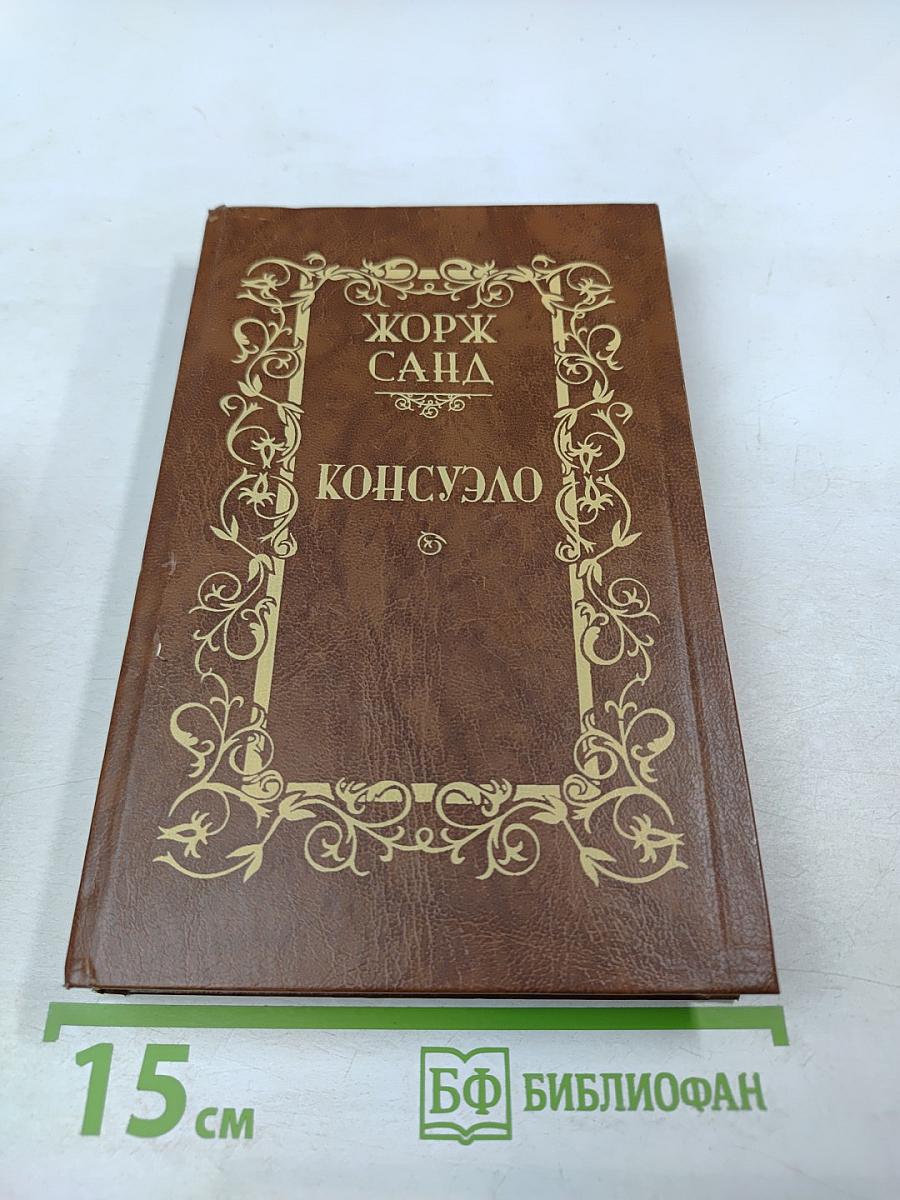 ЖОРЖ
САНД
КОНСУЭЛО
15 см
БФ БИБЛИОФАН